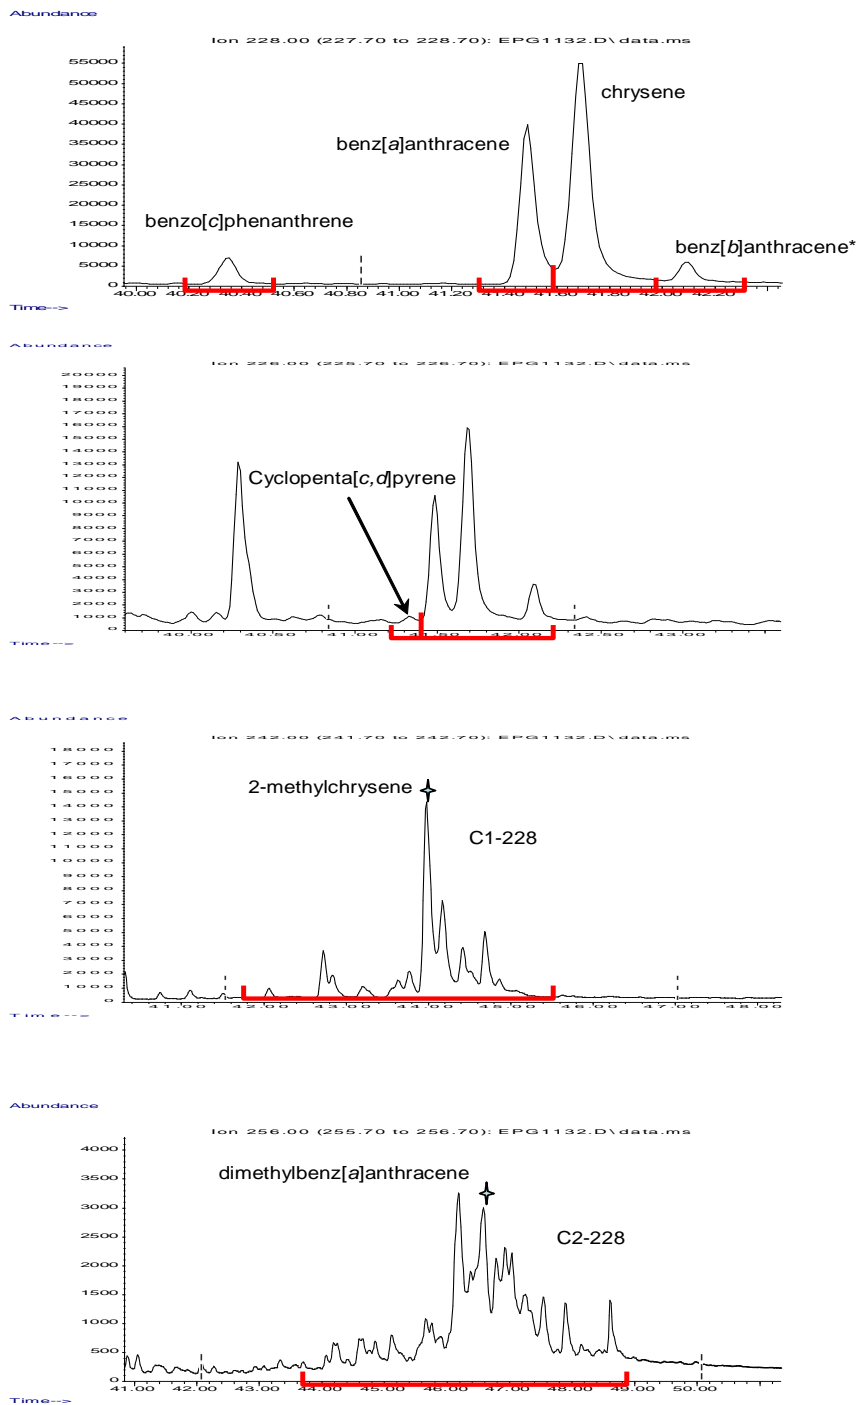 Abundance
Ion 228.00 (227.70 to 228.70): EPG1132.D\data.ms
55000
50000
45000
40000
35000
30000
25000
20000
15000
10000
5000
0
chrysene
benz[a]anthracene
benzo[c]phenanthrene
benz[b]anthracene*
40.00 40.20 40.40 40.60 40.80 41.00 41.20 41.40 41.60 41.80 42.00 42.20
Time-->
Abundance
Ion 226.00 (225.70 to 226.70): EPG1132.D\data.ms
20000
19000
18000
17000
16000
15000
14000
13000
12000
11000
10000
9000
8000
7000
6000
5000
4000
3000
2000
1000
0
Cyclopenta[c,d]pyrene
40.00 40.50 41.00 41.50 42.00 42.50 43.00
Time-->
Abundance
Ion 242.00 (241.70 to 242.70): EPG1132.D\data.ms
18000
17000
16000
15000
14000
13000
12000
11000
10000
9000
8000
7000
6000
5000
4000
3000
2000
1000
0
2-methylchrysene
C1-228
41.00 42.00 43.00 44.00 45.00 46.00 47.00 48.00
Time-->
Abundance
Ion 256.00 (255.70 to 256.70): EPG1132.D\data.ms
4000
3500
3000
2500
2000
1500
1000
500
0
dimethylbenz[a]anthracene
C2-228
41.00 42.00 43.00 44.00 45.00 46.00 47.00 48.00 49.00 50.00
Time-->